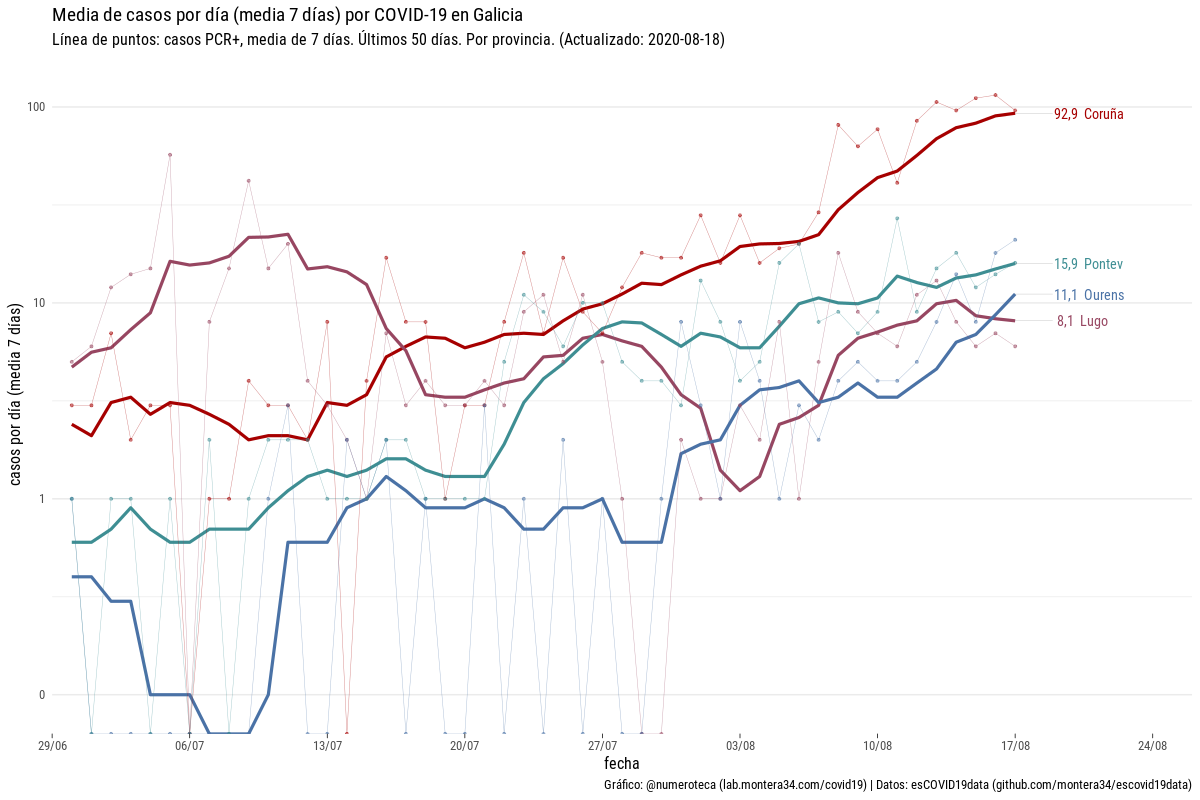 Media de casos por día (media 7 días) por COVID-19 en Galicia
Línea de puntos: casos PCR+, media de 7 días. Últimos 50 días. Por provincia. (Actualizado: 2020-08-18)
casos por día (media 7 días)
100
10
1
0
92,9 Coruña
15,9 Pontev
11,1 Ourens
8,1 Lugo
29/06 06/07 13/07 20/07 27/07 03/08 10/08 17/08 24/08
fecha
Gráfico: @numeroteca (lab.montera34.com/covid19) | Datos: esCOVID19data (github.com/montera34/escovid19data)